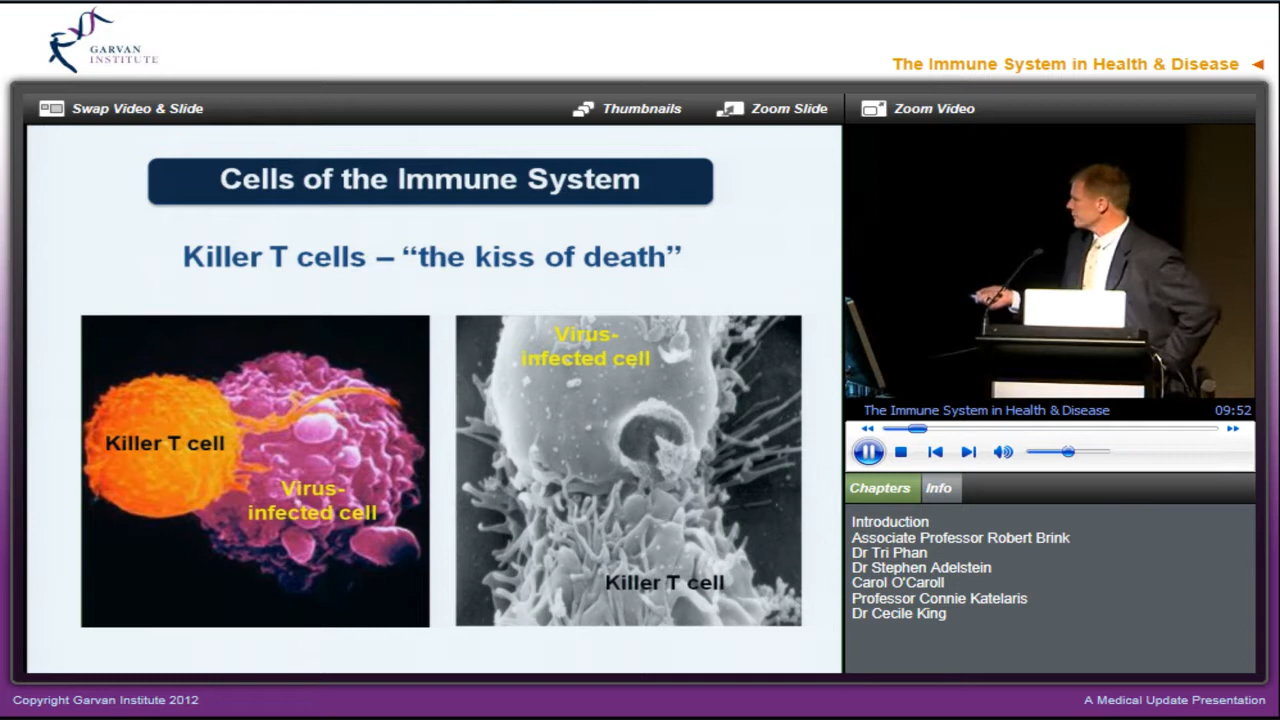 GARVAN
INSTITUTE
The Immune System in Health & Disease
Swap Video & Slide
Thumbnails
Zoom Slide
Zoom Video
Cells of the Immune System
Killer T cells – “the kiss of death”
Killer T cell
Virus-
infected cell
Virus-
infected cell
Killer T cell
The Immune System in Health & Disease
09:52
Chapters
Info
Introduction
Associate Professor Robert Brink
Dr Tri Phan
Dr Stephen Adelstein
Carol O'Caroll
Professor Connie Katelaris
Dr Cecile King
Copyright Garvan Institute 2012
A Medical Update Presentation